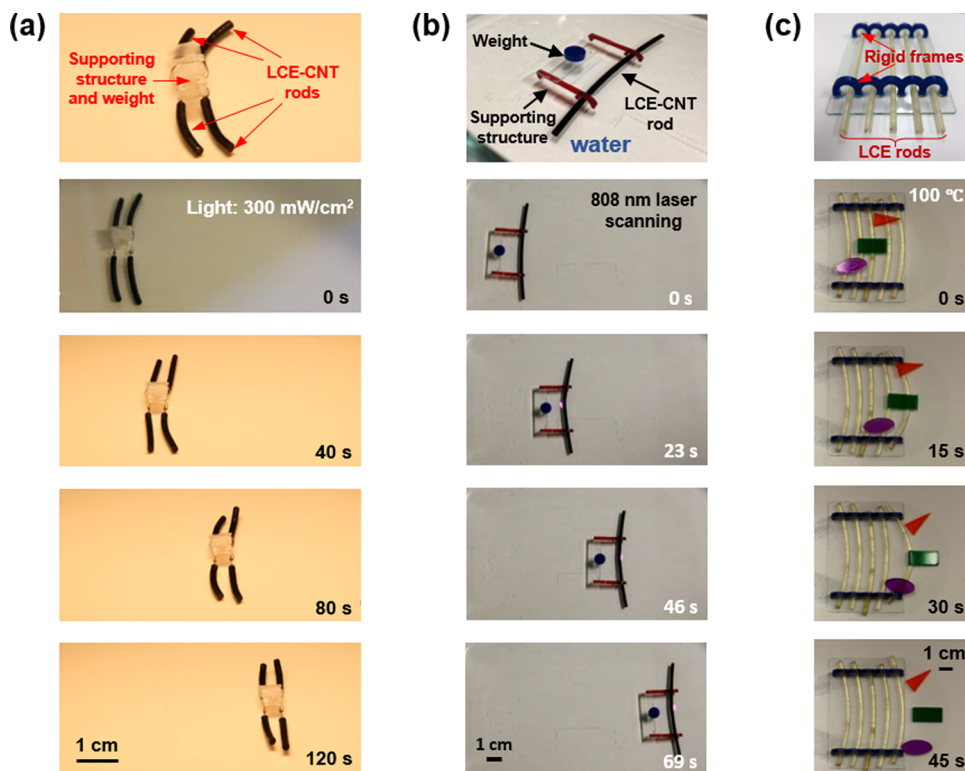 (a)
Supporting
structure
and weight
LCE-CNT
rods
Light: 300 mW/cm²
0 s
40 s
80 s
1 cm
120 s
(b)
Weight
LCE-CNT
rod
Supporting
structure
water
808 nm laser
scanning
0 s
23 s
46 s
1 cm
69 s
(c)
Rigid frames
LCE rods
100 ℃
0 s
15 s
30 s
1 cm
45 s